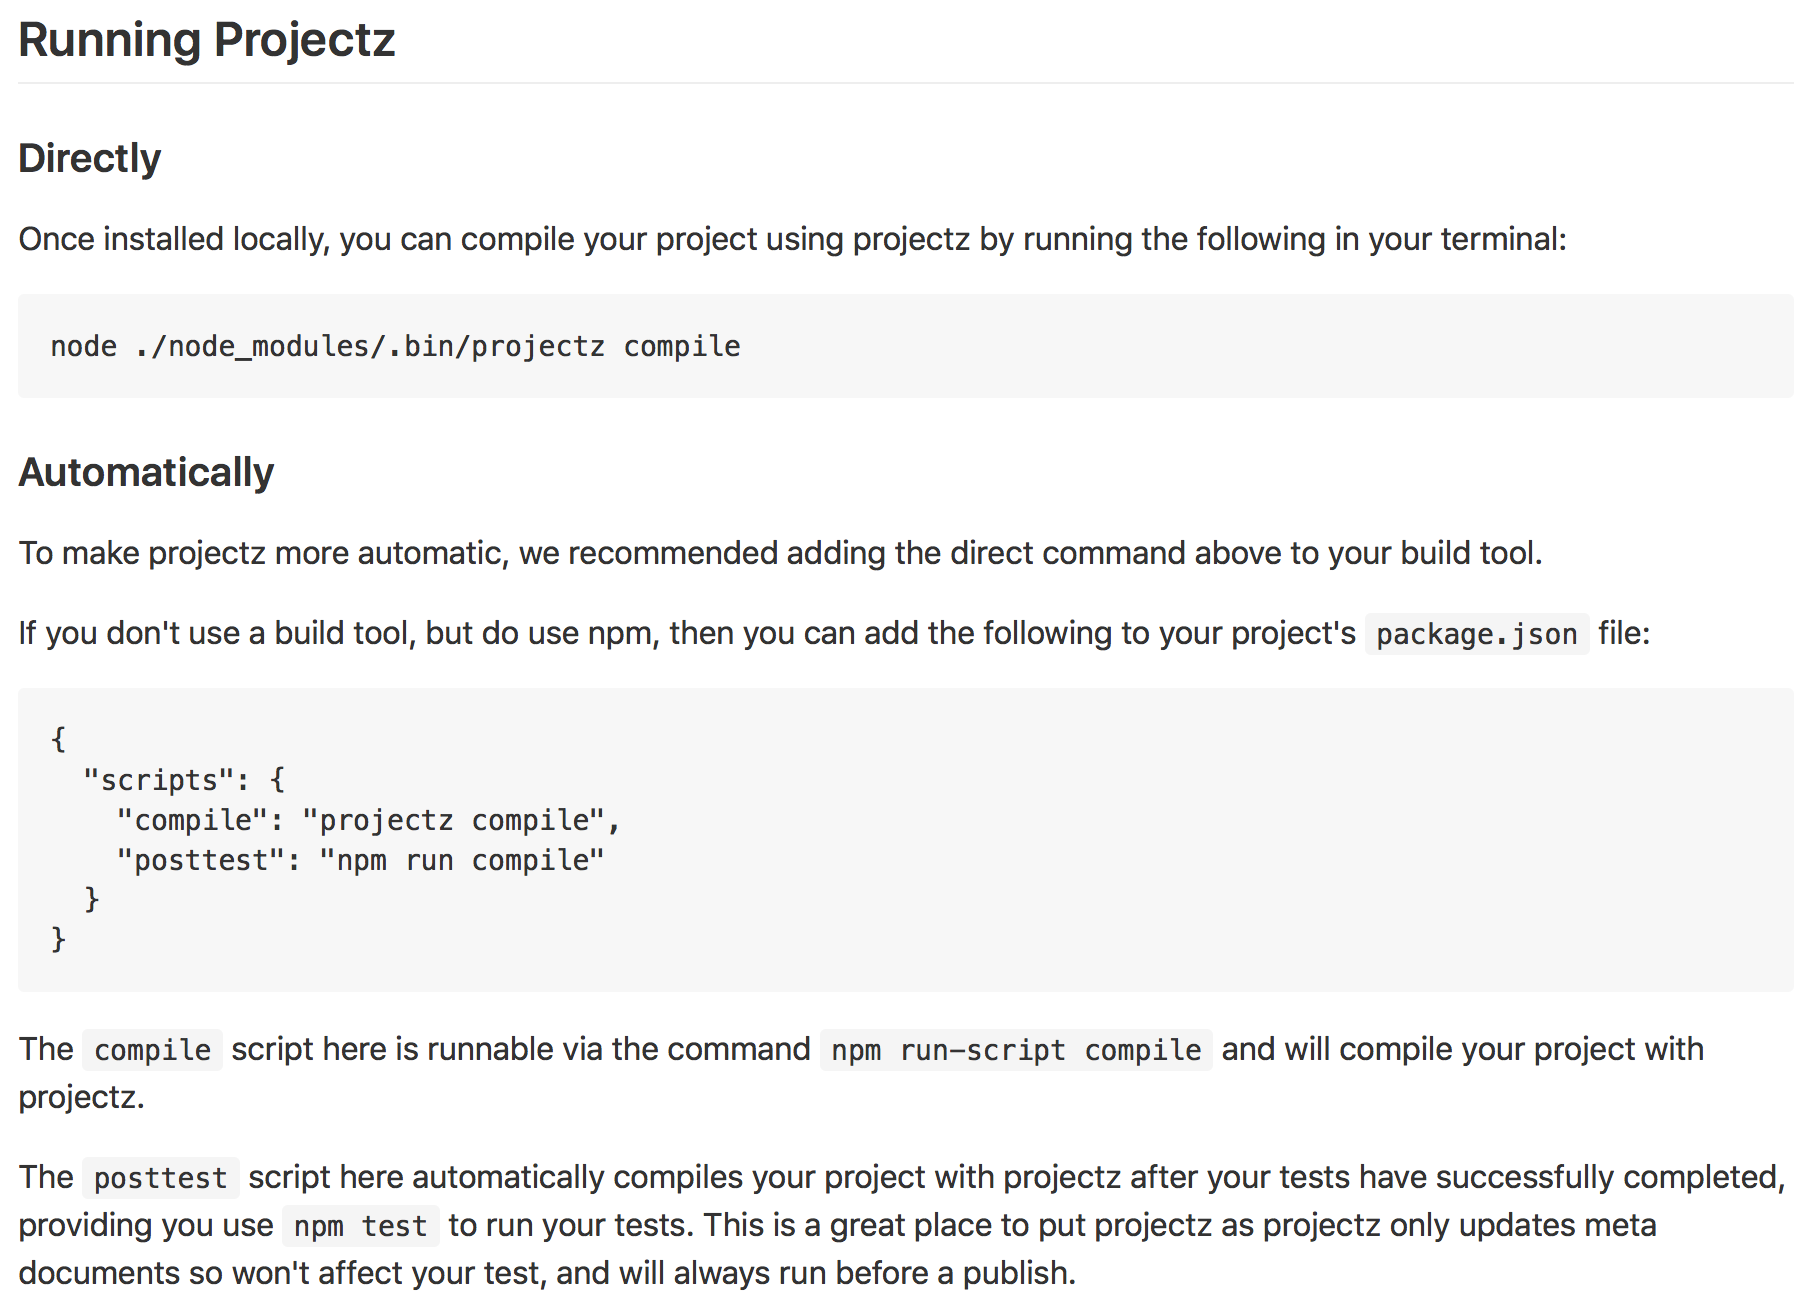 Running Projectz
Directly
Once installed locally, you can compile your project using projectz by running the following in your terminal:
node ./node_modules/.bin/projectz compile
Automatically
To make projectz more automatic, we recommended adding the direct command above to your build tool.
If you don't use a build tool, but do use npm, then you can add the following to your project's package.json file:
{
  "scripts": {
    "compile": "projectz compile",
    "posttest": "npm run compile"
  }
}
The compile script here is runnable via the command npm run-script compile and will compile your project with
projectz.
The posttest script here automatically compiles your project with projectz after your tests have successfully completed,
providing you use npm test to run your tests. This is a great place to put projectz as projectz only updates meta
documents so won't affect your test, and will always run before a publish.